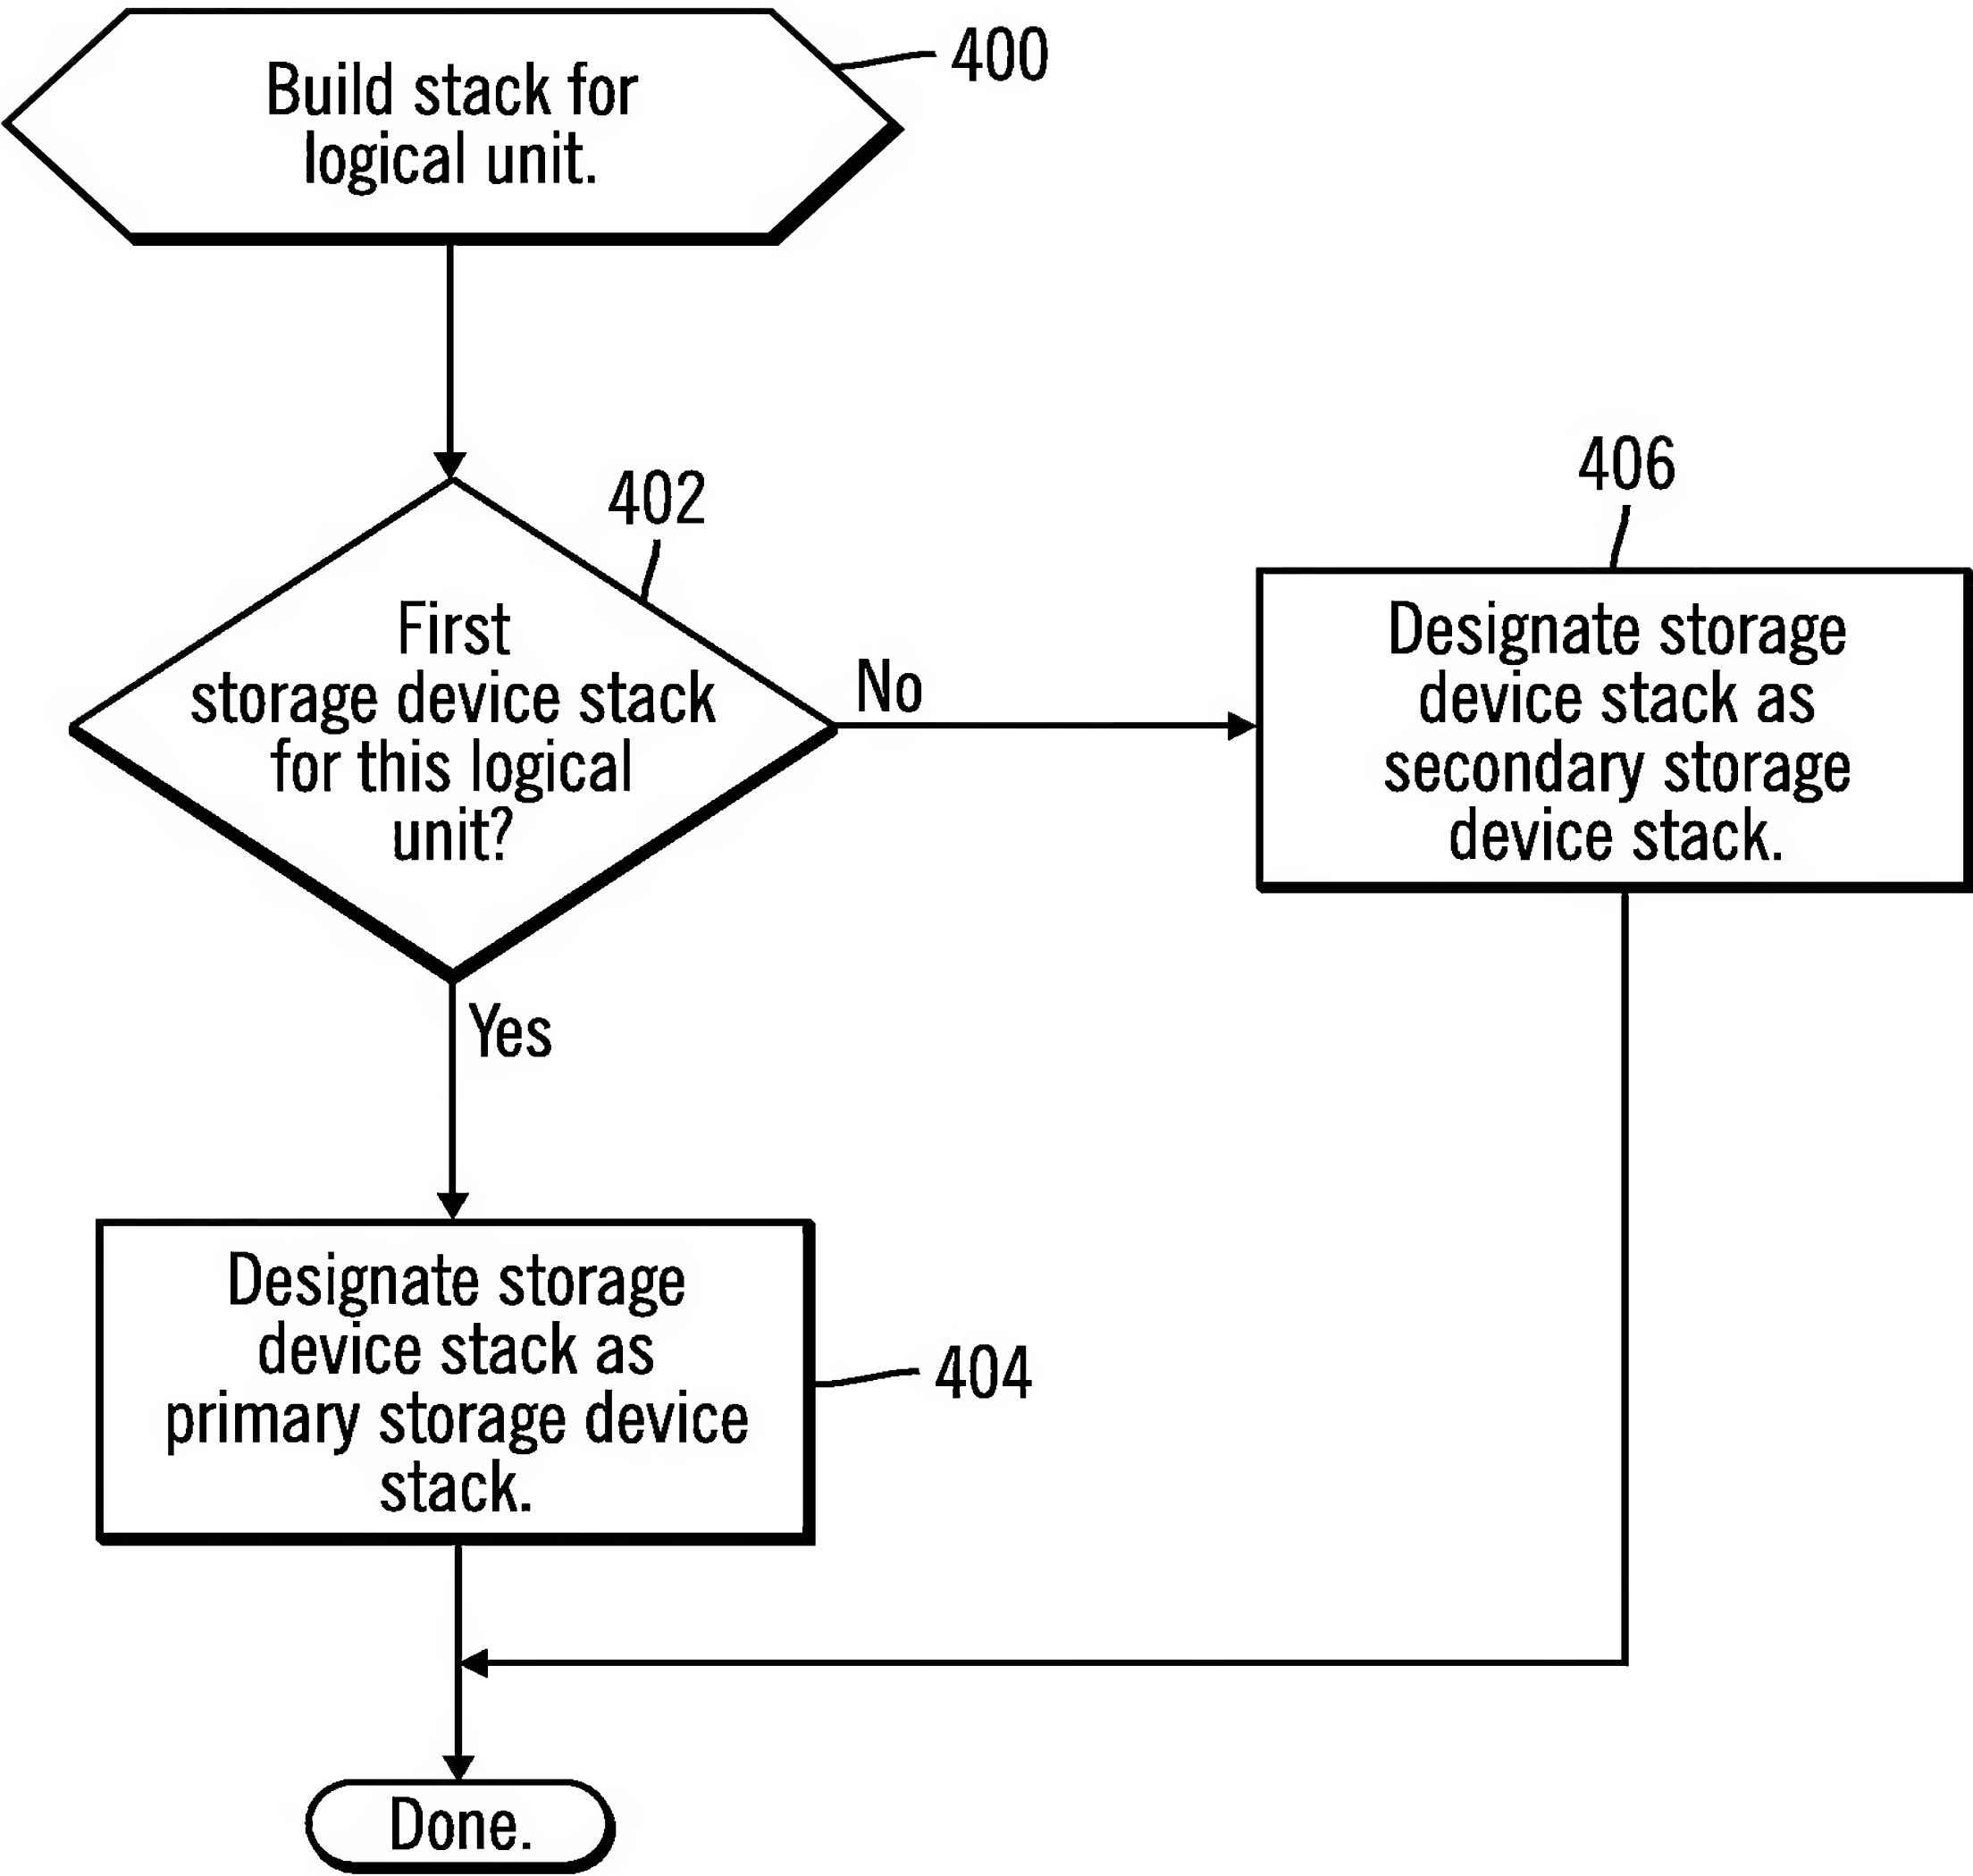 Build stack for
logical unit.
400
402
First
storage device stack
for this logical
unit?
No
406
Designate storage
device stack as
secondary storage
device stack.
Yes
Designate storage
device stack as
primary storage device
stack.
404
Done.